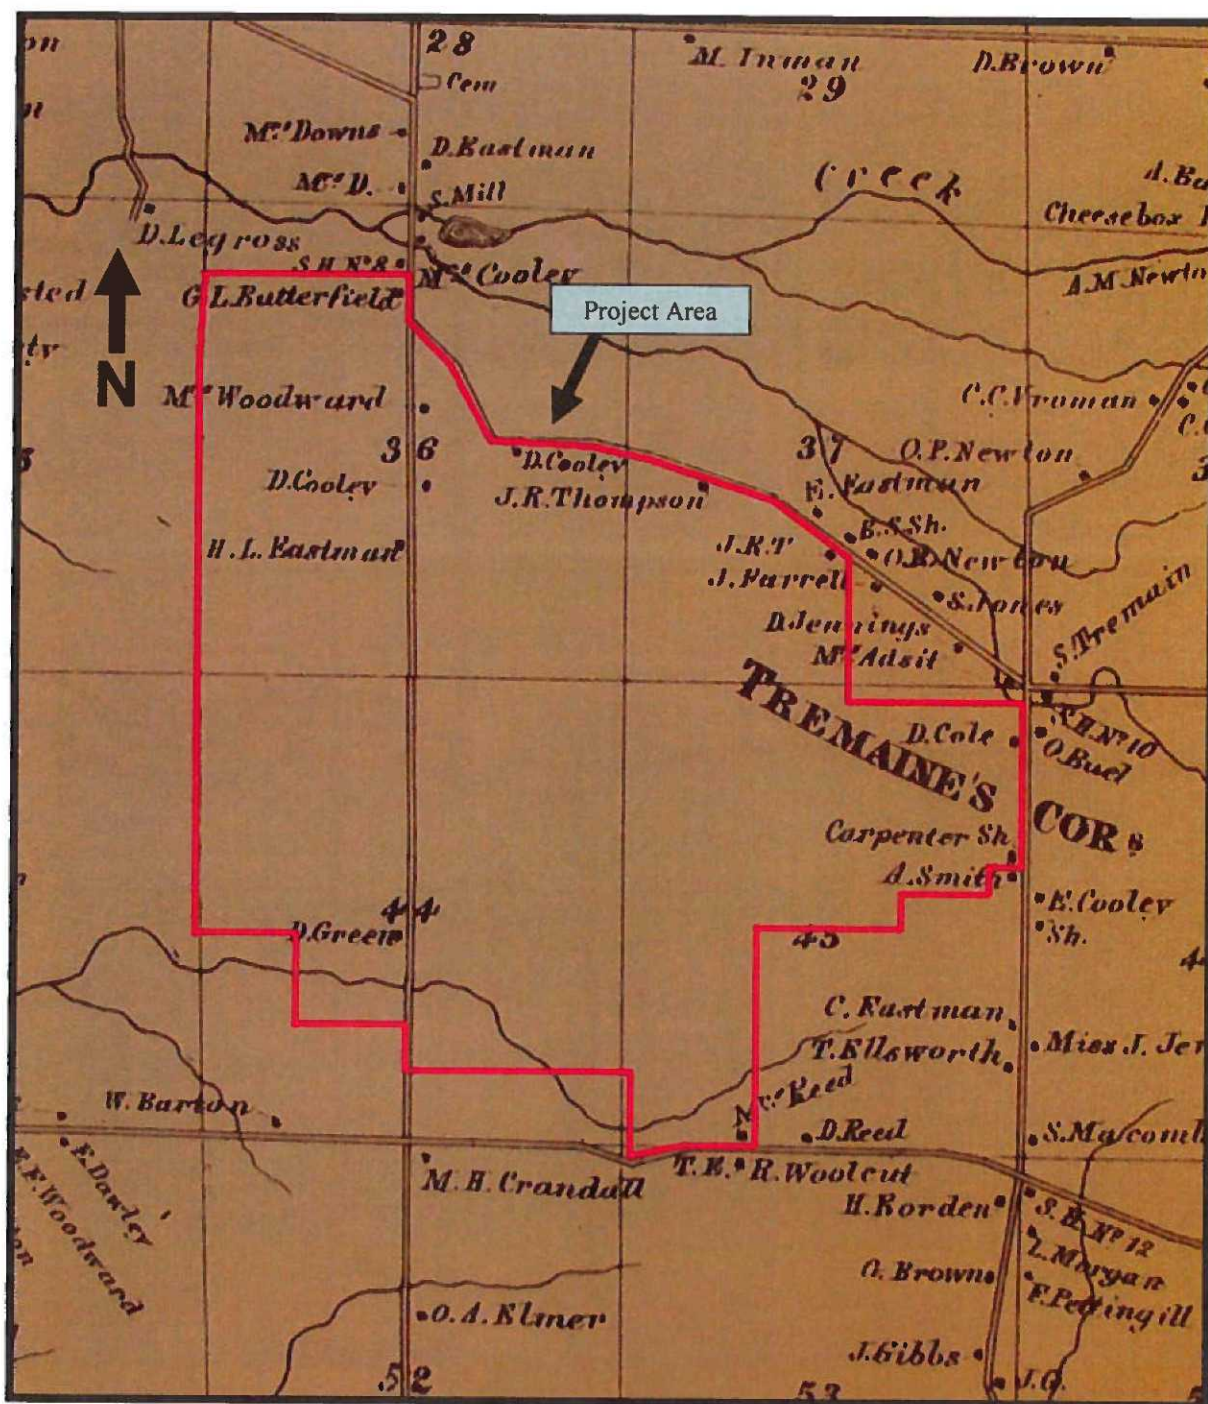 28
Cem
M. Inman
D. Brown
29
Mrs Downs
D. Eastman
Mrs D.
S. Mill
Creek
Cheesebox
D. Legross
S.H. No 8
Mrs Cooley
A.M. Newton
G.L. Butterfield
Project Area
N
Mrs Woodward
C.C. Vroman
36
37
O.P. Newton
D. Cooley
D. Cooley
J.R. Thompson
E. Eastman
B.S. Sh.
H. L. Eastman
J.R.T
O.R. Newton
J. Farrell
S. Jones
S. Tremain
D. Jennings
Mrs Adsit
TREMAINE'S CORs
S.H. No 10
D. Cole
O. Buel
Carpenter Sh.
A. Smith
E. Cooley
Sh.
44
D. Green
45
C. Eastman
T. Ellsworth
Miss J. Jen
Mrs Reed
W. Barton
D. Reed
S. Malcomb
E. Dawley
E. F. Woodward
M. H. Crandall
T. E.
R. Woolcut
H. Borden
S. H. No 12
L. Morgan
O. Brown
F. Pettingill
O. A. Elmer
J. Gibbs
J.G.
52
53